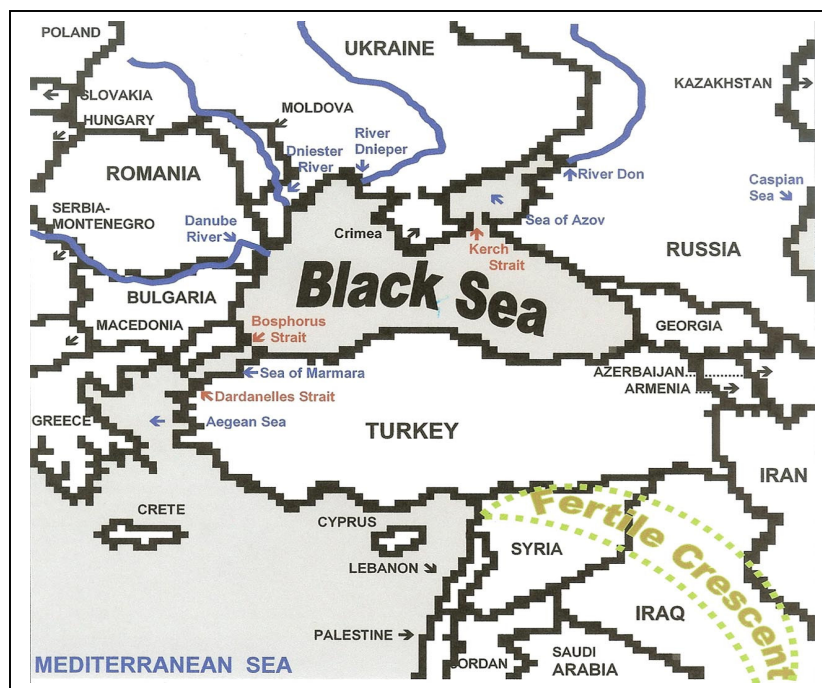 POLAND
UKRAINE
KAZAKHSTAN
SLOVAKIA
HUNGARY
MOLDOVA
River
Dnieper
ROMANIA
Dniester
River
River Don
Caspian
Sea
SERBIA-
MONTENEGRO
Danube
River
Crimea
Sea of Azov
Kerch
Strait
RUSSIA
BULGARIA
Black Sea
MACEDONIA
Bosphorus
Strait
GEORGIA
Sea of Marmara
AZERBAIJAN..............
ARMENIA .....
Dardanelles Strait
GREECE
Aegean Sea
TURKEY
IRAN
Fertile Crescent
CRETE
CYPRUS
SYRIA
LEBANON
IRAQ
PALESTINE
MEDITERRANEAN SEA
JORDAN
SAUDI
ARABIA